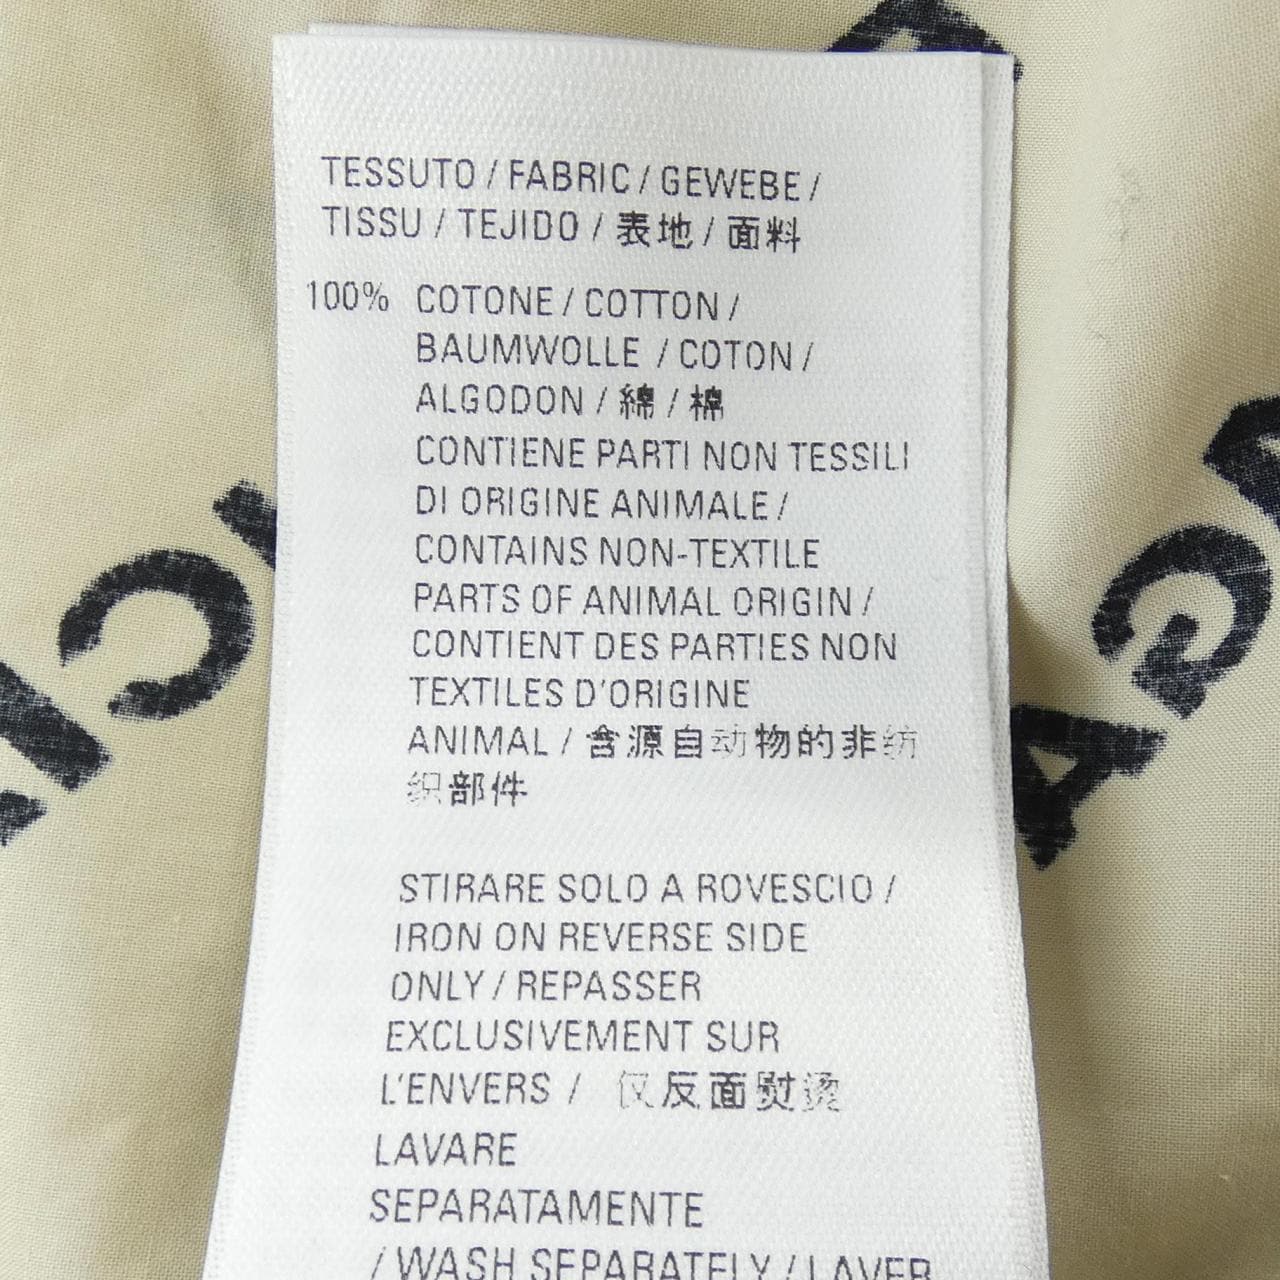 TESSUTO / FABRIC / GEWEBE /
TISSU / TEJIDO / 表地 / 面料
100% COTONE / COTTON /
BAUMWOLLE / COTON /
ALGODON / 綿 / 棉
CONTIENE PARTI NON TESSILI
DI ORIGINE ANIMALE /
CONTAINS NON-TEXTILE
PARTS OF ANIMAL ORIGIN /
CONTIENT DES PARTIES NON
TEXTILES D'ORIGINE
ANIMAL / 含源自动物的非纺
织部件
STIRARE SOLO A ROVESCIO /
IRON ON REVERSE SIDE
ONLY / REPASSER
EXCLUSIVEMENT SUR
L'ENVERS / 仅反面熨烫
LAVARE
SEPARATAMENTE
/ WASH SEPARATELY / LAVER